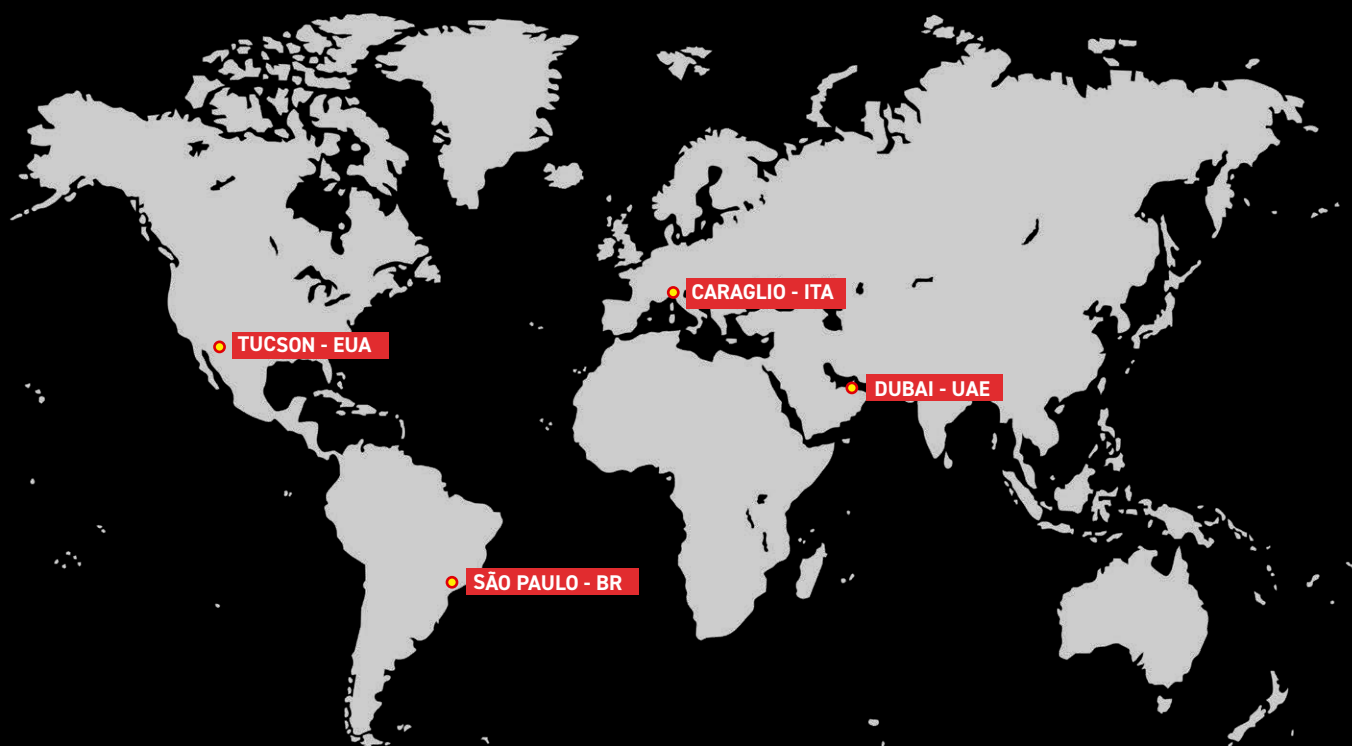 CARAGLIO - ITA
TUCSON - EUA
DUBAI - UAE
SÃO PAULO - BR